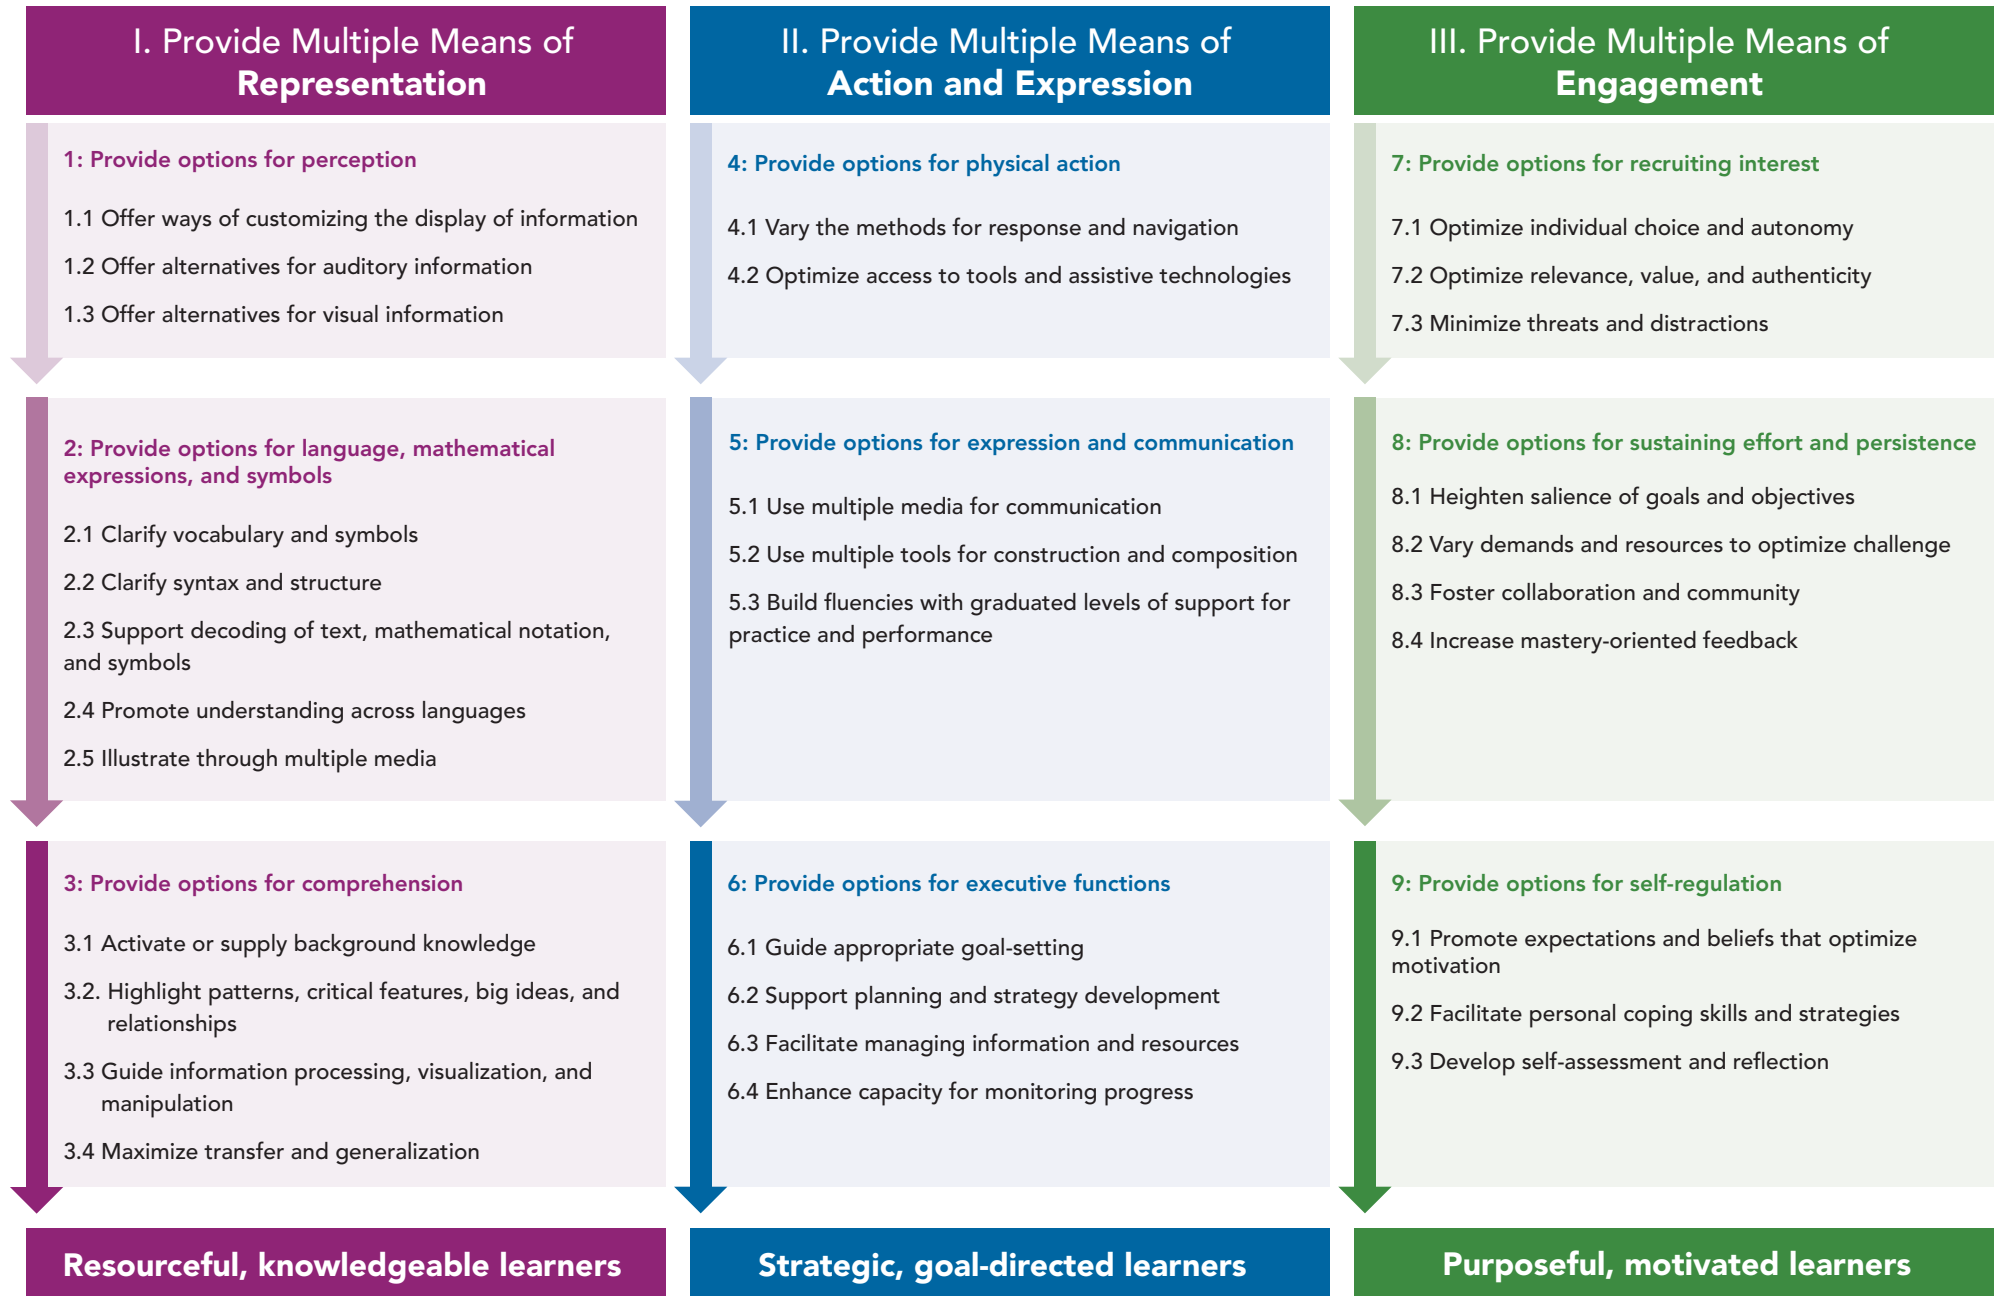 I. Provide Multiple Means of
Representation
1: Provide options for perception
1.1 Offer ways of customizing the display of information
1.2 Offer alternatives for auditory information
1.3 Offer alternatives for visual information
2: Provide options for language, mathematical
expressions, and symbols
2.1 Clarify vocabulary and symbols
2.2 Clarify syntax and structure
2.3 Support decoding of text, mathematical notation,
and symbols
2.4 Promote understanding across languages
2.5 Illustrate through multiple media
3: Provide options for comprehension
3.1 Activate or supply background knowledge
3.2. Highlight patterns, critical features, big ideas, and
relationships
3.3 Guide information processing, visualization, and
manipulation
3.4 Maximize transfer and generalization
Resourceful, knowledgeable learners
II. Provide Multiple Means of
Action and Expression
4: Provide options for physical action
4.1 Vary the methods for response and navigation
4.2 Optimize access to tools and assistive technologies
5: Provide options for expression and communication
5.1 Use multiple media for communication
5.2 Use multiple tools for construction and composition
5.3 Build fluencies with graduated levels of support for
practice and performance
6: Provide options for executive functions
6.1 Guide appropriate goal-setting
6.2 Support planning and strategy development
6.3 Facilitate managing information and resources
6.4 Enhance capacity for monitoring progress
Strategic, goal-directed learners
III. Provide Multiple Means of
Engagement
7: Provide options for recruiting interest
7.1 Optimize individual choice and autonomy
7.2 Optimize relevance, value, and authenticity
7.3 Minimize threats and distractions
8: Provide options for sustaining effort and persistence
8.1 Heighten salience of goals and objectives
8.2 Vary demands and resources to optimize challenge
8.3 Foster collaboration and community
8.4 Increase mastery-oriented feedback
9: Provide options for self-regulation
9.1 Promote expectations and beliefs that optimize
motivation
9.2 Facilitate personal coping skills and strategies
9.3 Develop self-assessment and reflection
Purposeful, motivated learners